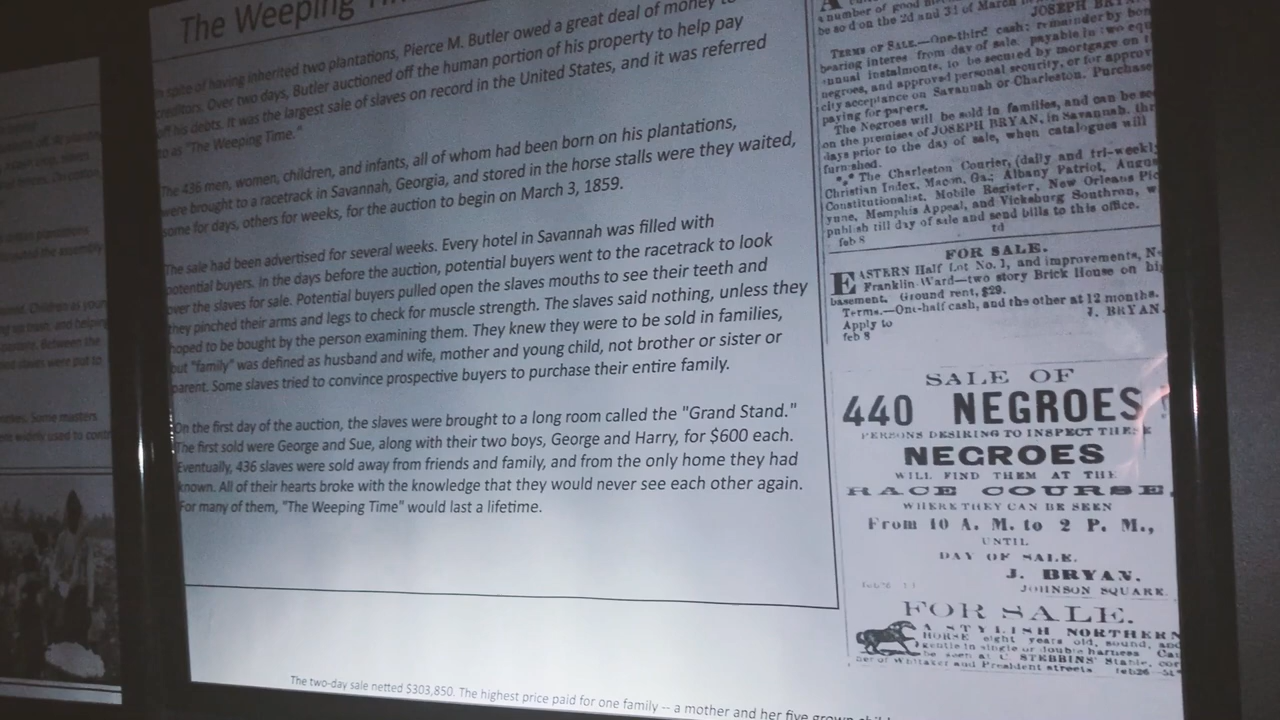 The Weeping
In spite of having inherited two plantations, Pierce M. Butler owed a great deal of money to
creditors. Over two days, Butler auctioned off the human portion of his property to help pay
off his debts. It was the largest sale of slaves on record in the United States, and it was referred
to as "The Weeping Time."
The 436 men, women, children, and infants, all of whom had been born on his plantations,
were brought to a racetrack in Savannah, Georgia, and stored in the horse stalls were they waited,
some for days, others for weeks, for the auction to begin on March 3, 1859.
The sale had been advertised for several weeks. Every hotel in Savannah was filled with
potential buyers. In the days before the auction, potential buyers went to the racetrack to look
over the slaves for sale. Potential buyers pulled open the slaves mouths to see their teeth and
they pinched their arms and legs to check for muscle strength. The slaves said nothing, unless they
hoped to be bought by the person examining them. They knew they were to be sold in families,
but "family" was defined as husband and wife, mother and young child, not brother or sister or
parent. Some slaves tried to convince prospective buyers to purchase their entire family.
On the first day of the auction, the slaves were brought to a long room called the "Grand Stand."
The first sold were George and Sue, along with their two boys, George and Harry, for $600 each.
Eventually, 436 slaves were sold away from friends and family, and from the only home they had
known. All of their hearts broke with the knowledge that they would never see each other again.
For many of them, "The Weeping Time" would last a lifetime.
The two-day sale netted $303,850. The highest price paid for one family -- a mother and her five grown
number of good
be sold on the 2d and 3d of March
JOSEPH
TERMS OF SALE.—One-third cash; remainder by
bearing interest from day of sale, payable in two
annual instalments, to be secured by mortgage on
negroes, and approved personal security, or for
city acceptance on Savannah or Charleston. Purchase
paying for papers.
The Negroes will be sold in families, and can be
on the premises of JOSEPH BRYAN, in Savannah,
days prior to the day of sale, when catalogues will
furnished.
The Charleston Courier, (daily and tri-weekly
Christian Index, Macon, Ga.; Albany Patriot,
Constitutionalist, Mobile Register, New Orleans
yune, Memphis Appeal, and Vicksburg Southron,
publish till day of sale and send bills to this office.
feb 8 td
FOR SALE.
EASTERN Half Lot No. 1, and improvements,
Franklin Ward—two story Brick House on
basement. Ground rent, $29.
Terms.—One-half cash, and the other at 12 months.
Apply to J. BRYAN.
feb 8
SALE OF
440 NEGROES!
PERSONS DESIRING TO INSPECT THESE
NEGROES
WILL FIND THEM AT THE
RACE COURSE,
WHERE THEY CAN BE SEEN
From 10 A. M. to 2 P. M.,
UNTIL
DAY OF SALE.
J. BRYAN.
JOHNSON SQUARE.
FOR SALE.
A STYLISH NORTHERN
HORSE eight years old, sound, and
gentle in single or double harness
be seen at C. STEBBINS' Stable,
ner of Whitaker and President streets feb26